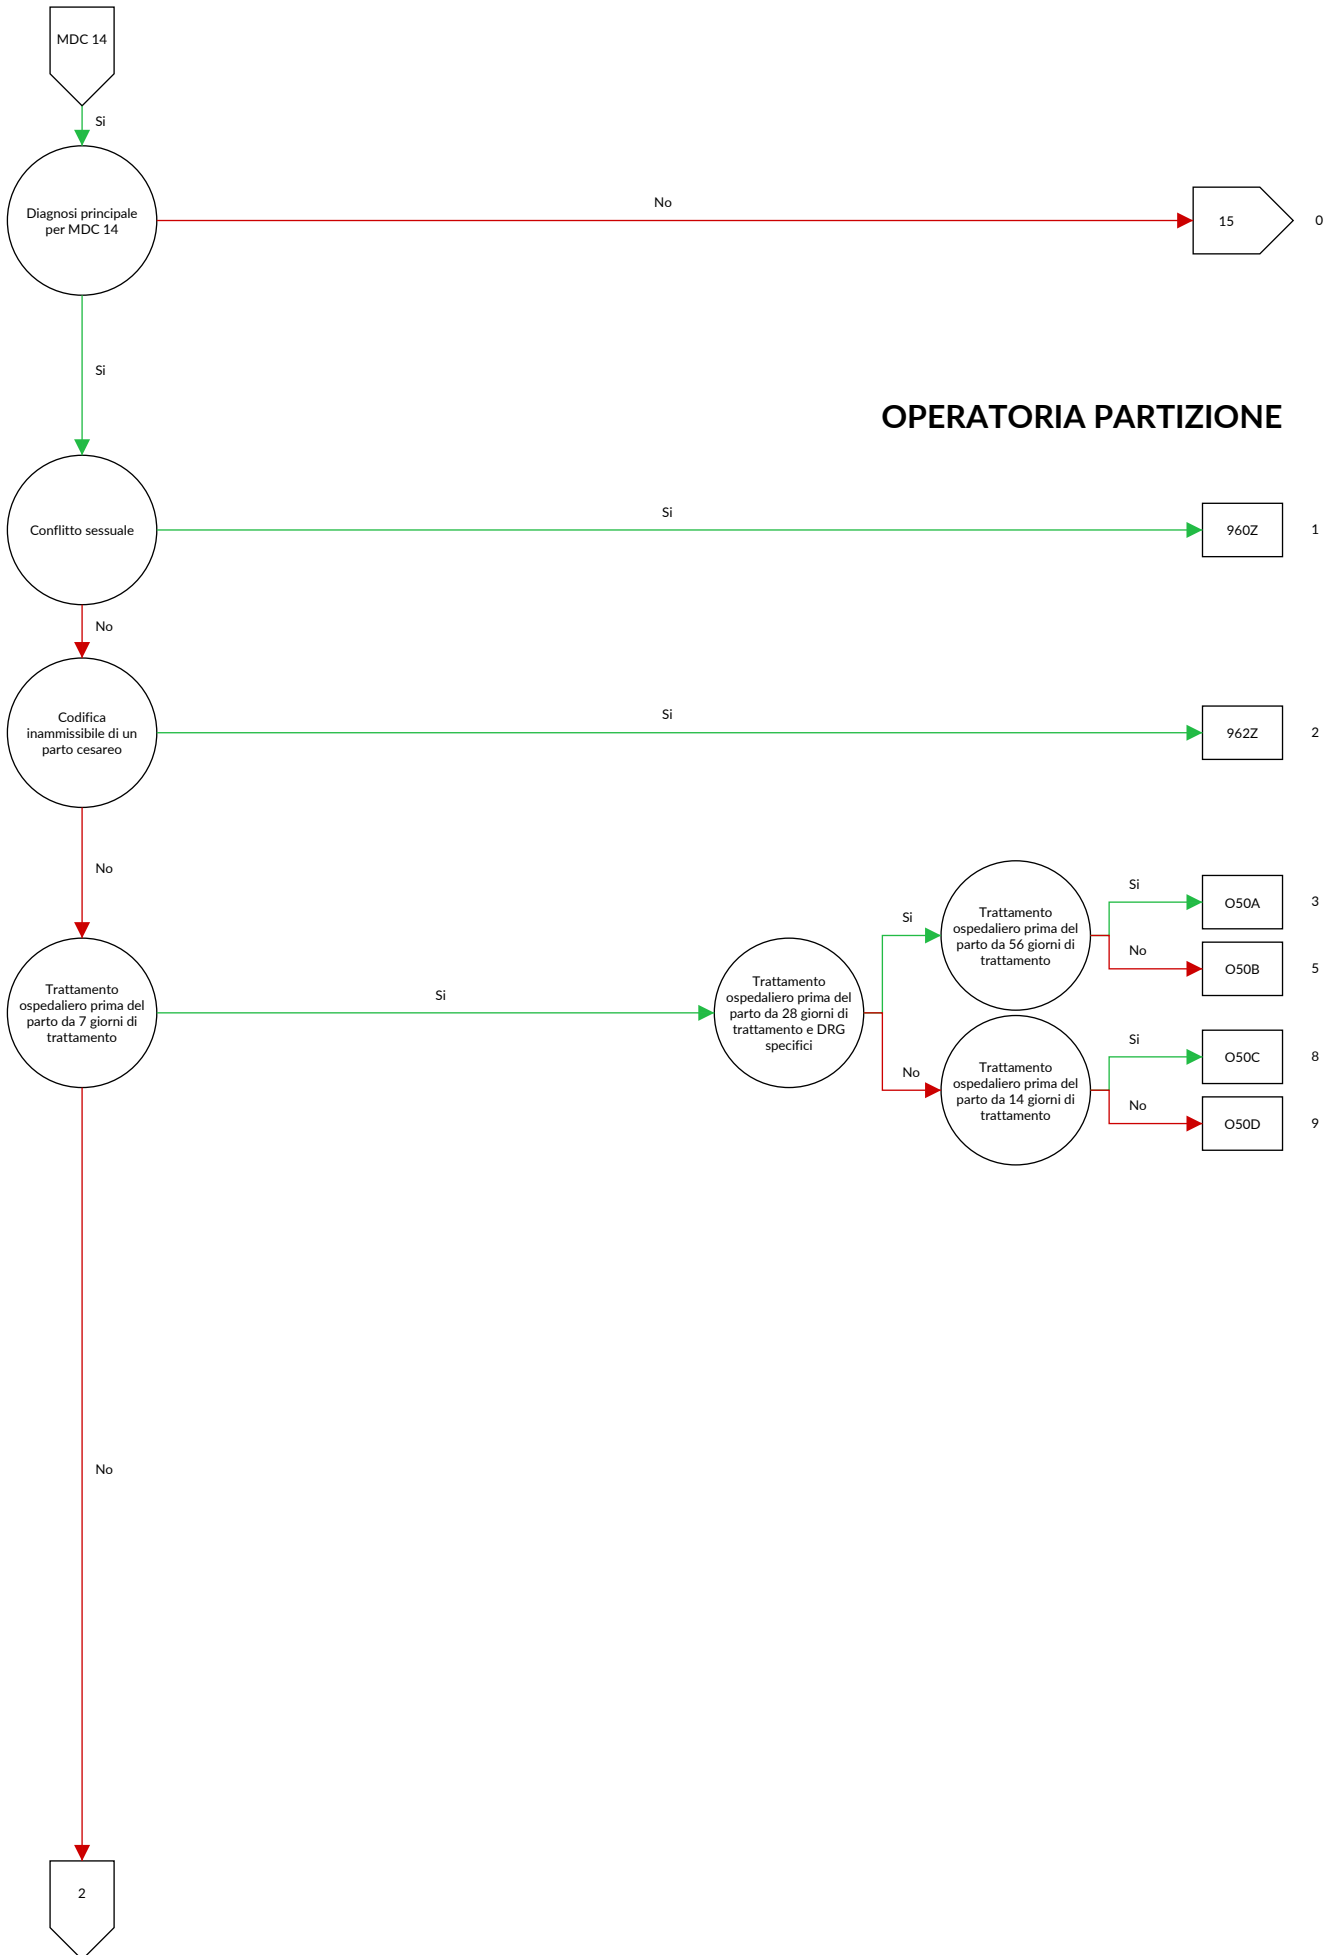 MDC 14
Si
Diagnosi principale
per MDC 14
No
15
0
Si
OPERATORIA PARTIZIONE
Conflitto sessuale
Si
960Z
1
No
Codifica
inammissibile di un
parto cesareo
Si
962Z
2
No
Trattamento
ospedaliero prima del
parto da 7 giorni di
trattamento
Si
Trattamento
ospedaliero prima del
parto da 28 giorni di
trattamento e DRG
specifici
Si
Trattamento
ospedaliero prima del
parto da 56 giorni di
trattamento
Si
O50A
3
No
O50B
5
No
Trattamento
ospedaliero prima del
parto da 14 giorni di
trattamento
Si
O50C
8
No
O50D
9
No
2